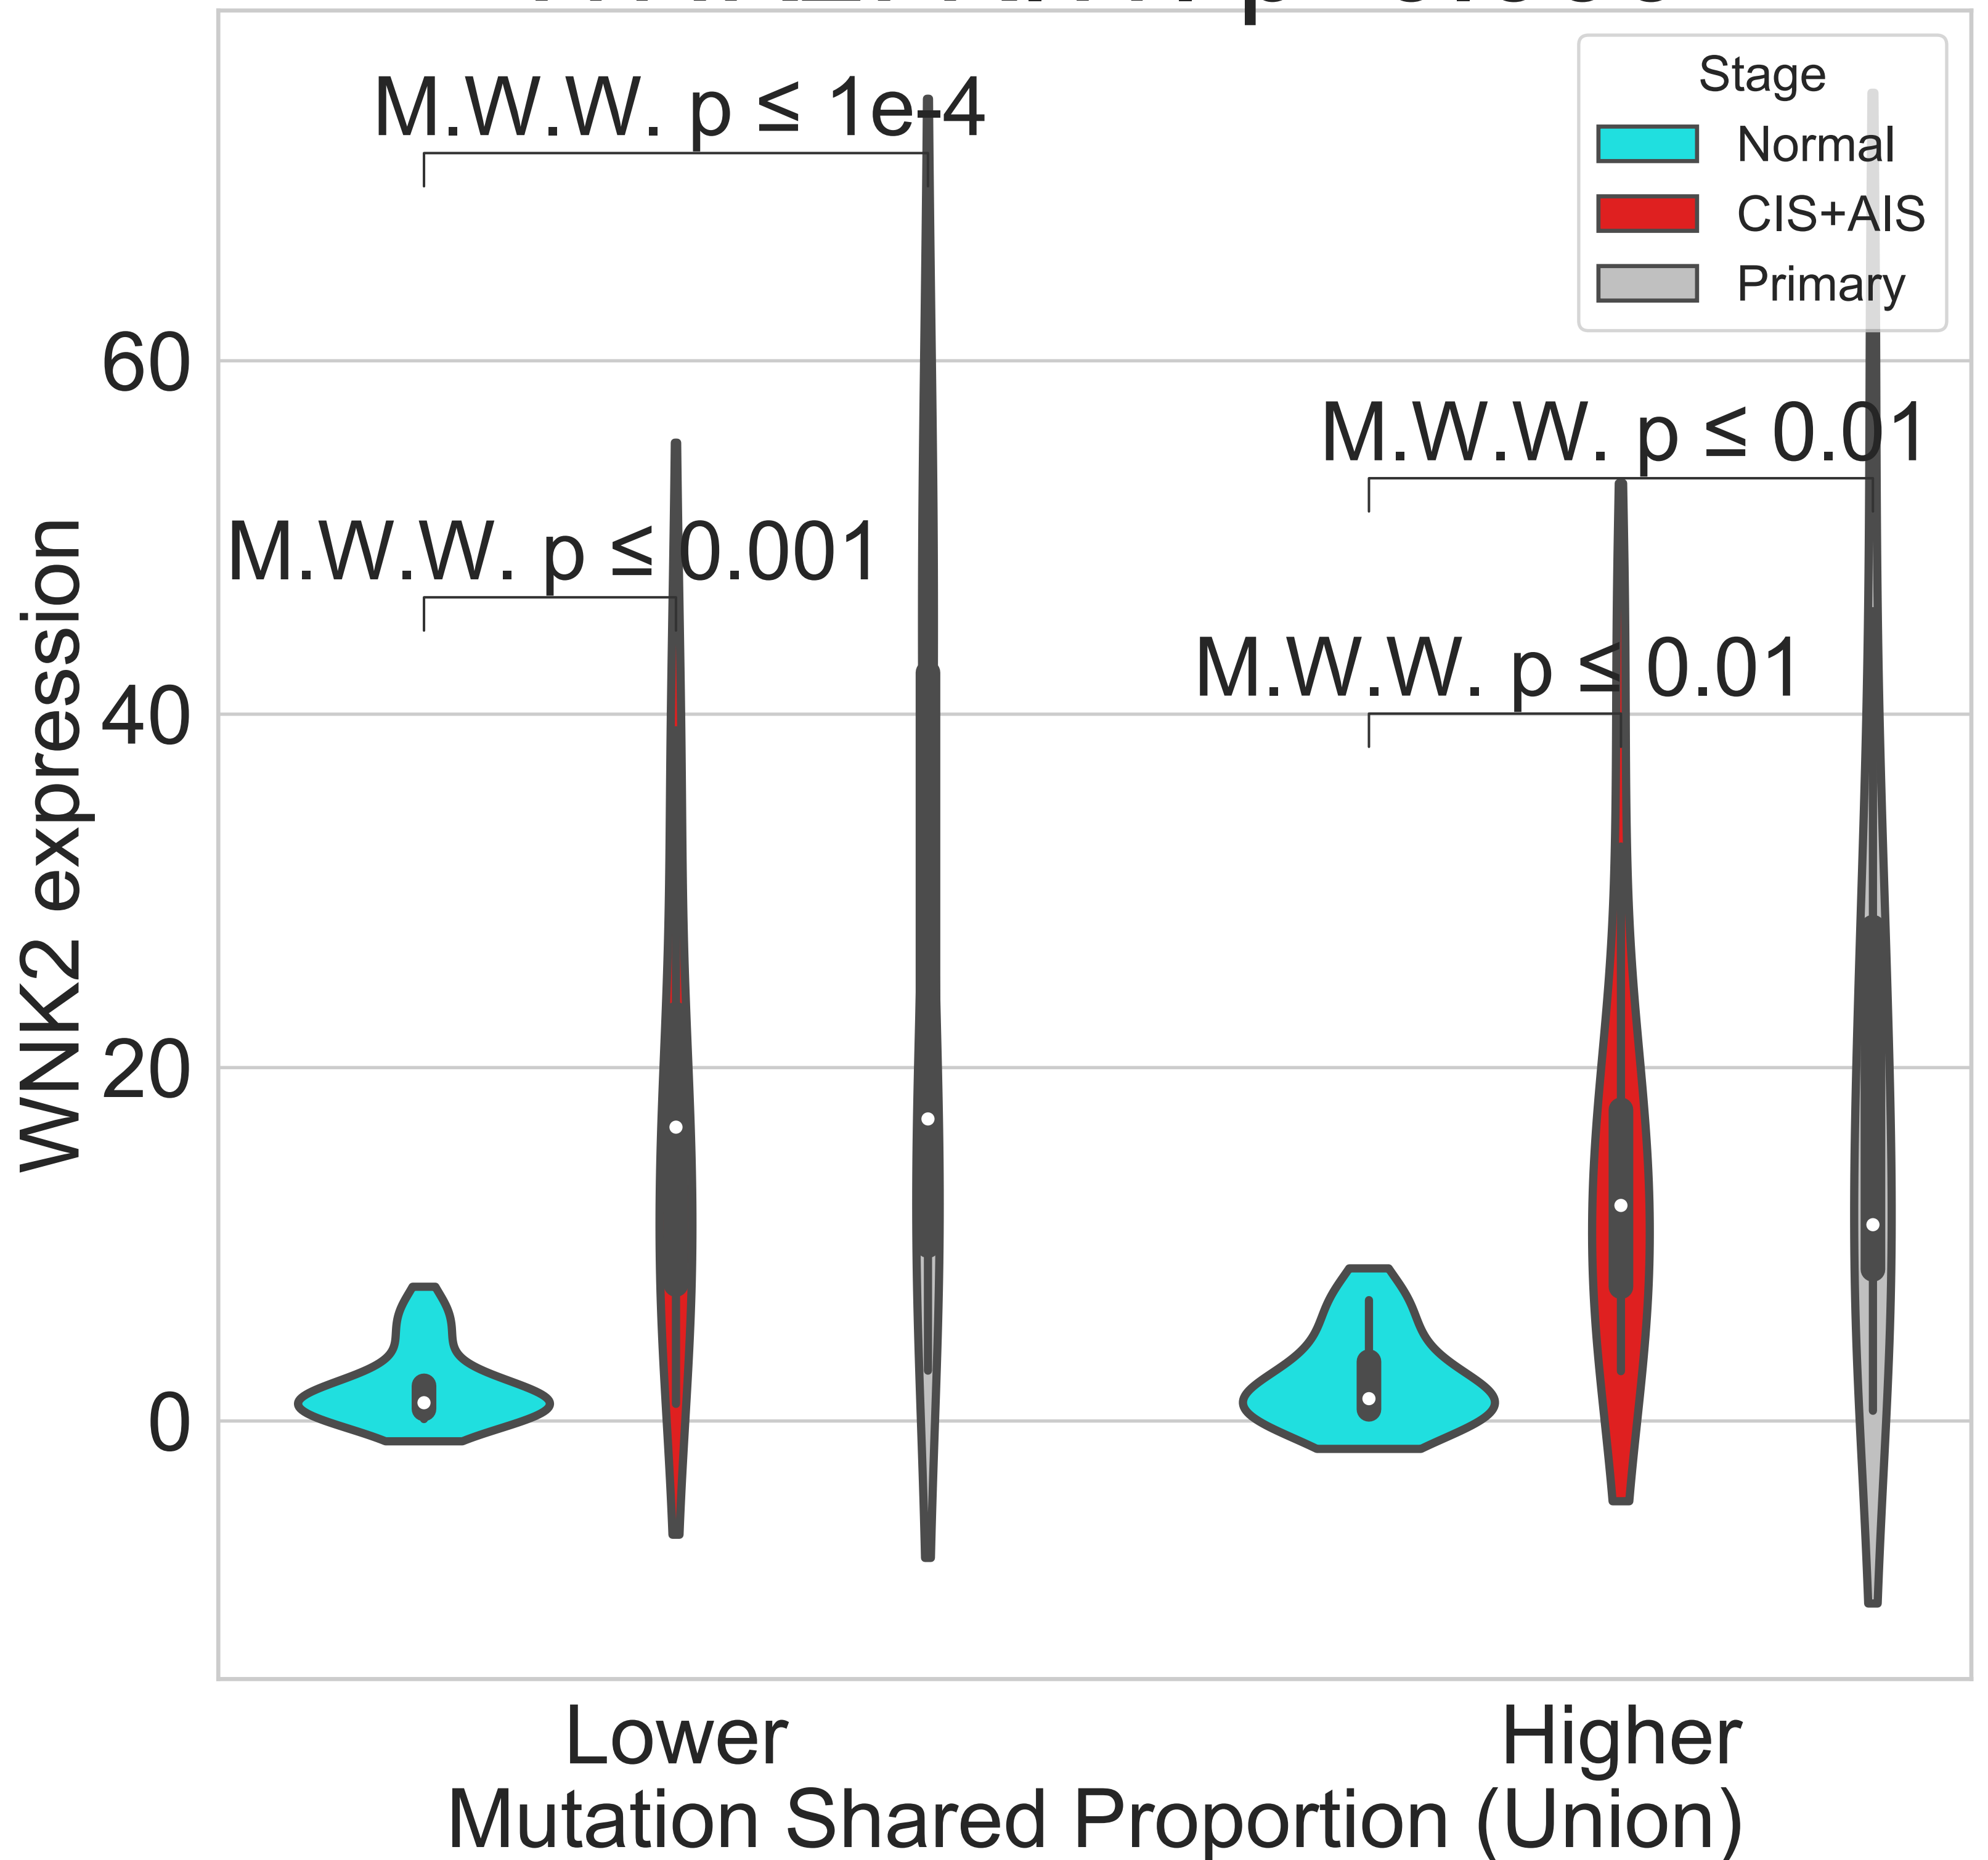 M.W.W. p ≤ 1e-4
Stage
Normal
CIS+AIS
Primary
60
M.W.W. p ≤ 0.01
M.W.W. p ≤ 0.001
M.W.W. p ≤ 0.01
40
20
0
WNK2 expression
Lower
Higher
Mutation Shared Proportion (Union)